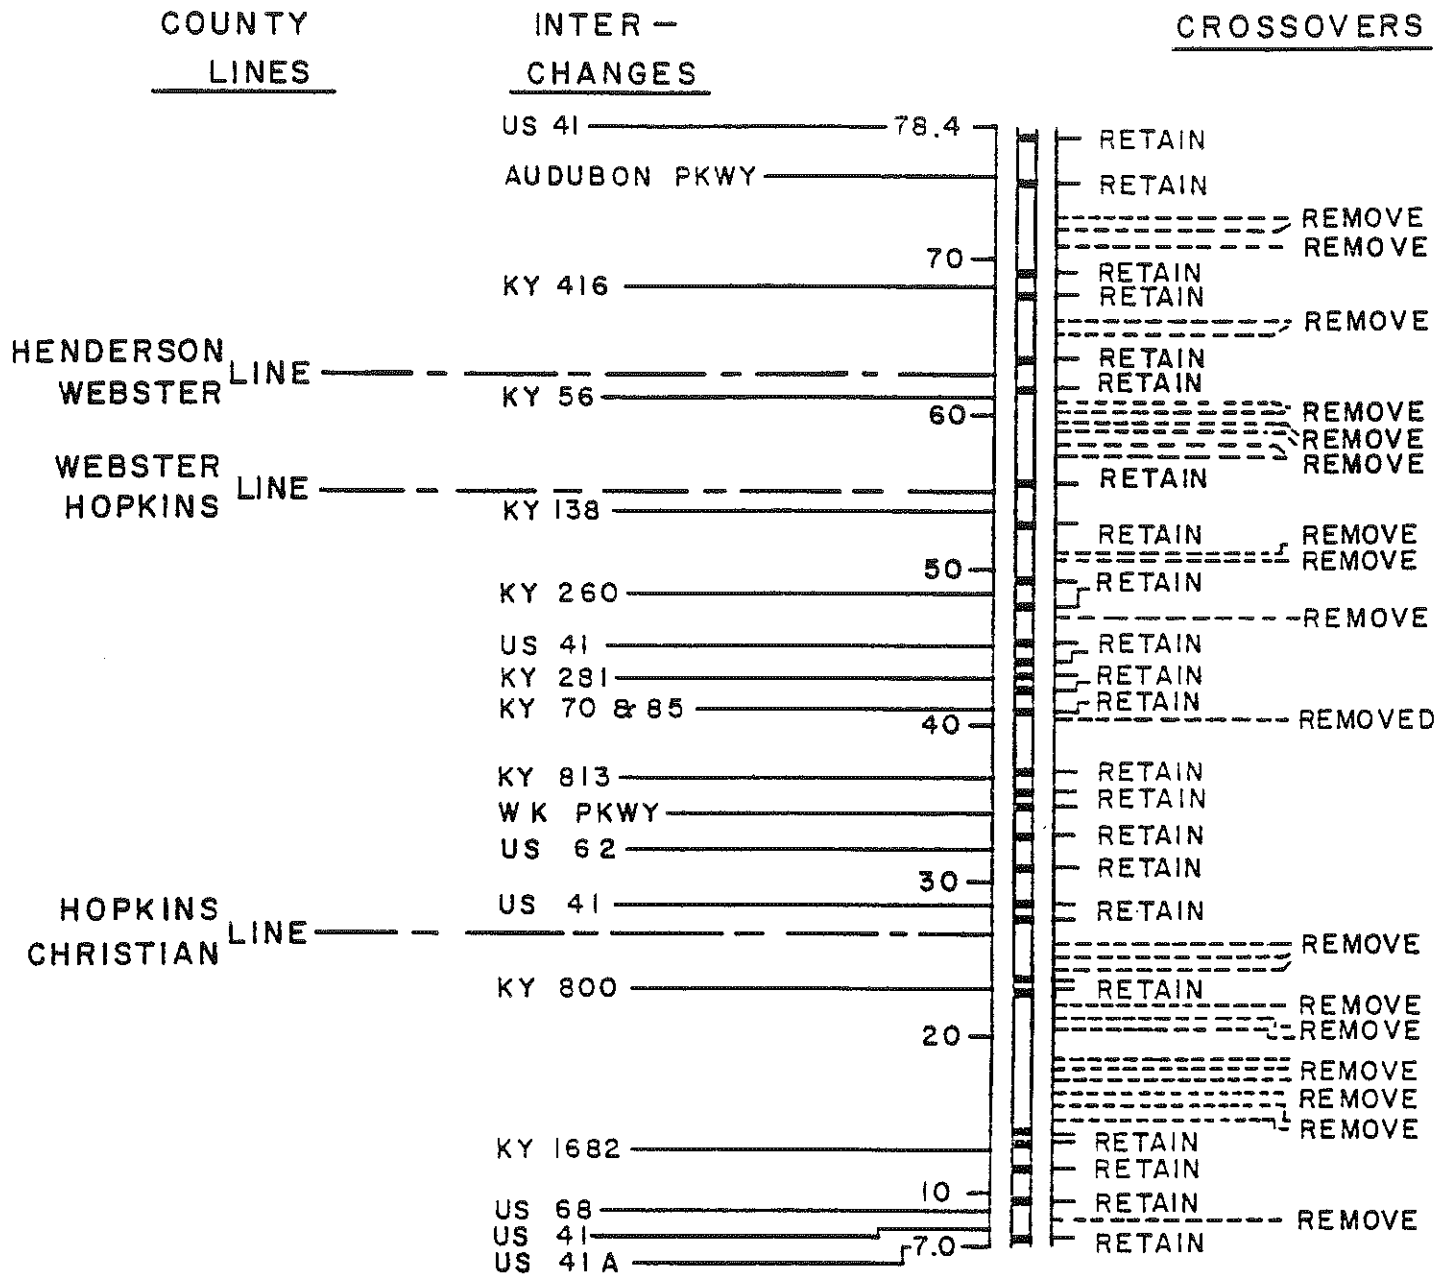 COUNTY INTER- CROSSOVERS
LINES CHANGES
US 41 78.4 RETAIN
AUDUBON PKWY RETAIN
REMOVE
REMOVE
70 RETAIN
KY 416 RETAIN
REMOVE
HENDERSON
WEBSTER LINE RETAIN
RETAIN
KY 56 60 REMOVE
REMOVE
REMOVE
WEBSTER
HOPKINS LINE RETAIN
KY 138 RETAIN REMOVE
REMOVE
50 RETAIN
KY 260
REMOVE
US 41 RETAIN
KY 281 RETAIN
KY 70 & 85 RETAIN
40 REMOVED
KY 813 RETAIN
RETAIN
WK PKWY
RETAIN
US 62
RETAIN
30
US 41 RETAIN
HOPKINS
CHRISTIAN LINE REMOVE
KY 800 RETAIN
REMOVE
REMOVE
20
REMOVE
REMOVE
REMOVE
KY 1682 RETAIN
RETAIN
10 RETAIN
US 68 REMOVE
US 41
7.0 RETAIN
US 41A